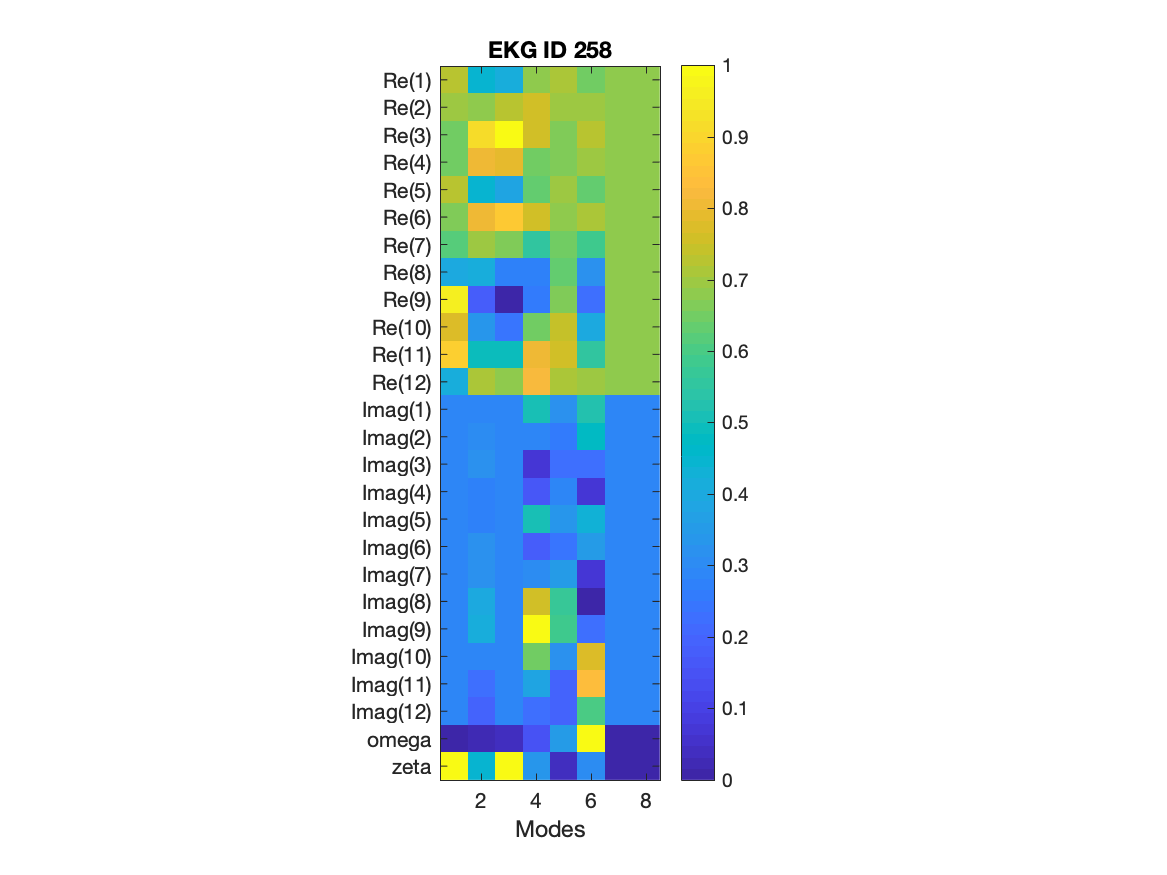 EKG ID 258
Re(1)
Re(2)
Re(3)
Re(4)
Re(5)
Re(6)
Re(7)
Re(8)
Re(9)
Re(10)
Re(11)
Re(12)
Imag(1)
Imag(2)
Imag(3)
Imag(4)
Imag(5)
Imag(6)
Imag(7)
Imag(8)
Imag(9)
Imag(10)
Imag(11)
Imag(12)
omega
zeta
2 4 6 8
Modes
1
0.9
0.8
0.7
0.6
0.5
0.4
0.3
0.2
0.1
0